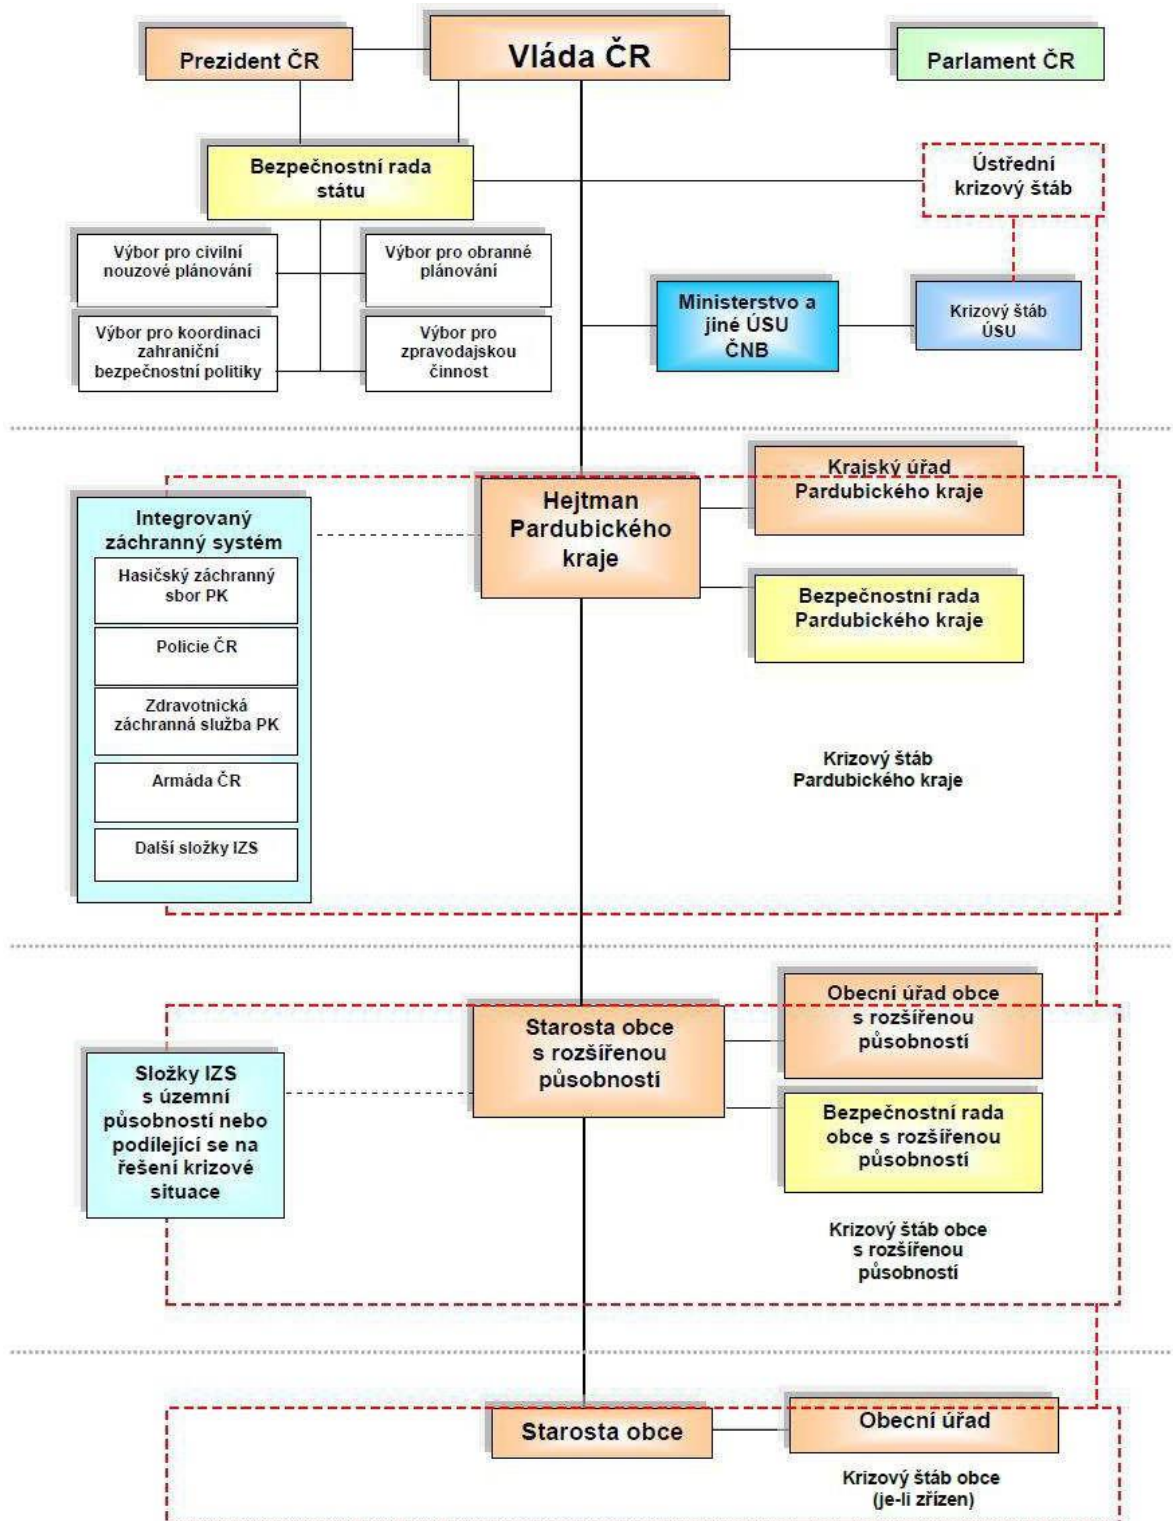 Prezident ČR
Vláda ČR
Parlament ČR
Bezpečnostní rada
státu
Ústřední
krizový štáb
Výbor pro civilní
nouzové plánování
Výbor pro obranné
plánování
Výbor pro koordinaci
zahraniční
bezpečnostní politiky
Výbor pro
zpravodajskou
činnost
Ministerstvo a
jiné ÚSU
ČNB
Krizový štáb
ÚSU
Hejtman
Pardubického
kraje
Krajský úřad
Pardubického kraje
Bezpečnostní rada
Pardubického kraje
Integrovaný
záchranný systém
Hasičský záchranný
sbor PK
Policie ČR
Zdravotnická
záchranná služba PK
Armáda ČR
Další složky IZS
Krizový štáb
Pardubického kraje
Starosta obce
s rozšířenou
působností
Obecní úřad obce
s rozšířenou
působností
Bezpečnostní rada
obce s rozšířenou
působností
Složky IZS
s územní
působností nebo
podílející se na
řešení krizové
situace
Krizový štáb obce
s rozšířenou
působností
Starosta obce
Obecní úřad
Krizový štáb obce
(je-li zřízen)